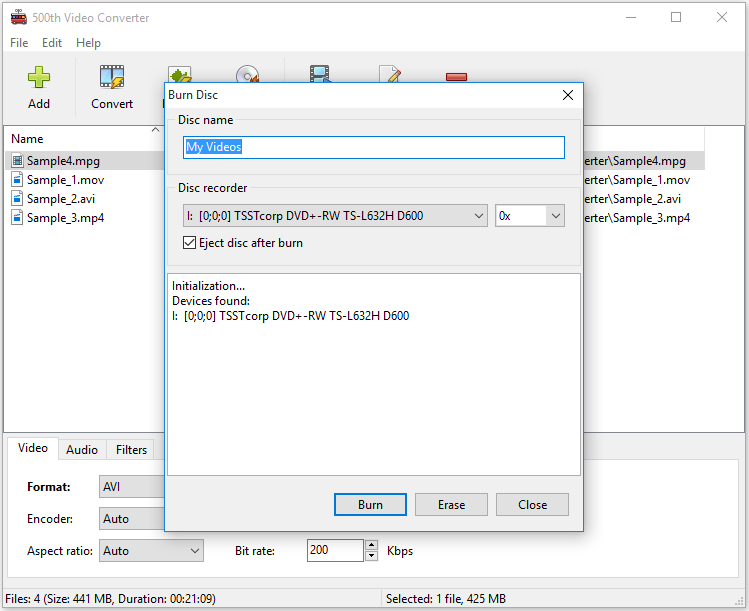 500th Video Converter
File Edit Help
Add
Convert
Burn Disc
Disc name
My Videos
Disc recorder
I: [0;0;0] TSSTcorp DVD+-RW TS-L632H D600
0x
Eject disc after burn
Initialization...
Devices found:
I: [0;0;0] TSSTcorp DVD+-RW TS-L632H D600
Burn Erase Close
Name
Sample4.mpg erter\Sample4.mpg
Sample_1.mov erter\Sample_1.mov
Sample_2.avi erter\Sample_2.avi
Sample_3.mp4 erter\Sample_3.mp4
Video Audio Filters
Format: AVI
Encoder: Auto
Aspect ratio: Auto Bit rate: 200 Kbps
Files: 4 (Size: 441 MB, Duration: 00:21:09) Selected: 1 file, 425 MB